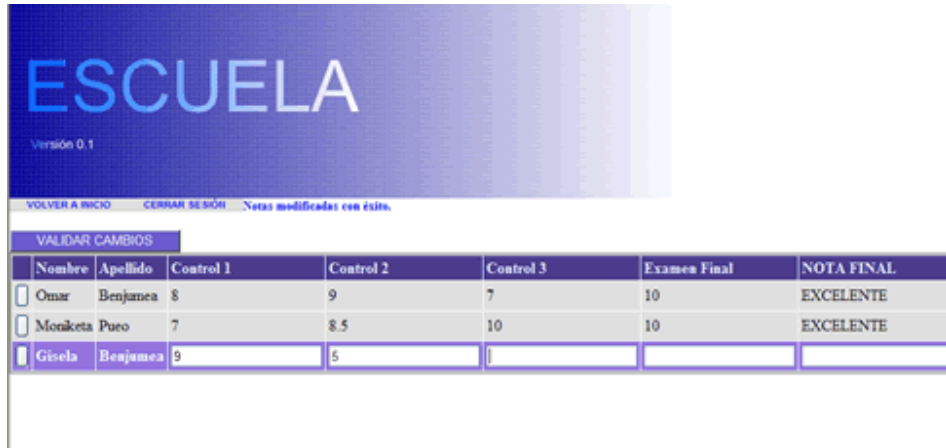 ESCUELA
Versión 0.1
VOLVER A INICIO CERRAR SESIÓN Notas modificadas con éxito.
VALIDAR CAMBIOS
Nombre Apellido Control 1 Control 2 Control 3 Examen Final NOTA FINAL
Omar Benjumea 8 9 7 10 EXCELENTE
Moniketa Pueo 7 8.5 10 10 EXCELENTE
Gisela Benjumea 9 5